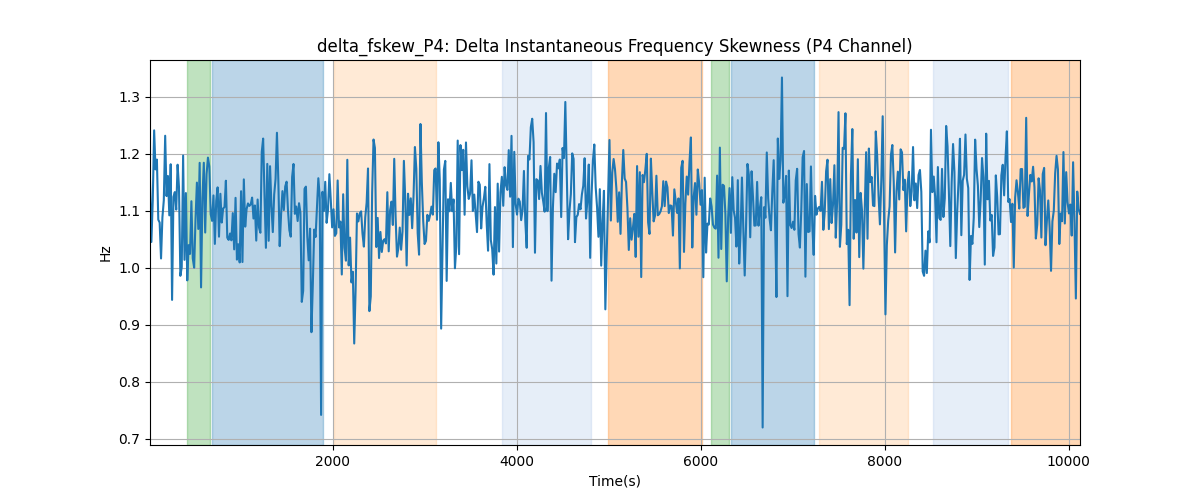 delta_fskew_P4: Delta Instantaneous Frequency Skewness (P4 Channel)
1.3
1.2
1.1
1.0
0.9
0.8
0.7
Hz
2000 4000 6000 8000 10000
Time(s)